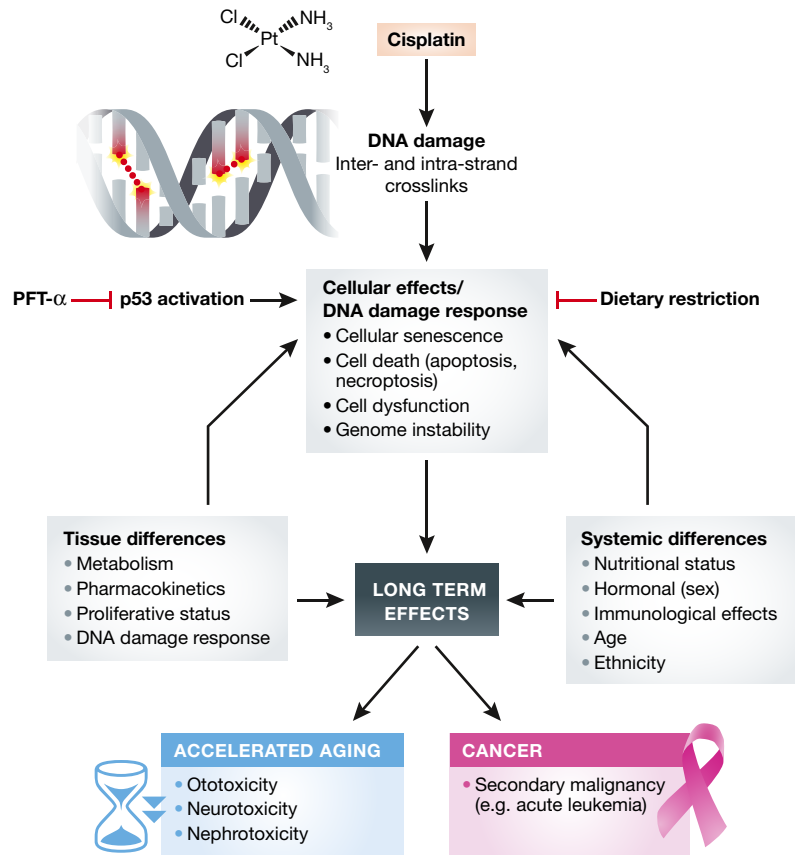 Cl
NH3
Pt
Cl
NH3
Cisplatin
DNA damage
Inter- and intra-strand
crosslinks
PFT-α
p53 activation
Cellular effects/
DNA damage response
• Cellular senescence
• Cell death (apoptosis,
necroptosis)
• Cell dysfunction
• Genome instability
Dietary restriction
Tissue differences
• Metabolism
• Pharmacokinetics
• Proliferative status
• DNA damage response
LONG TERM
EFFECTS
Systemic differences
• Nutritional status
• Hormonal (sex)
• Immunological effects
• Age
• Ethnicity
ACCELERATED AGING
• Ototoxicity
• Neurotoxicity
• Nephrotoxicity
CANCER
• Secondary malignancy
(e.g. acute leukemia)